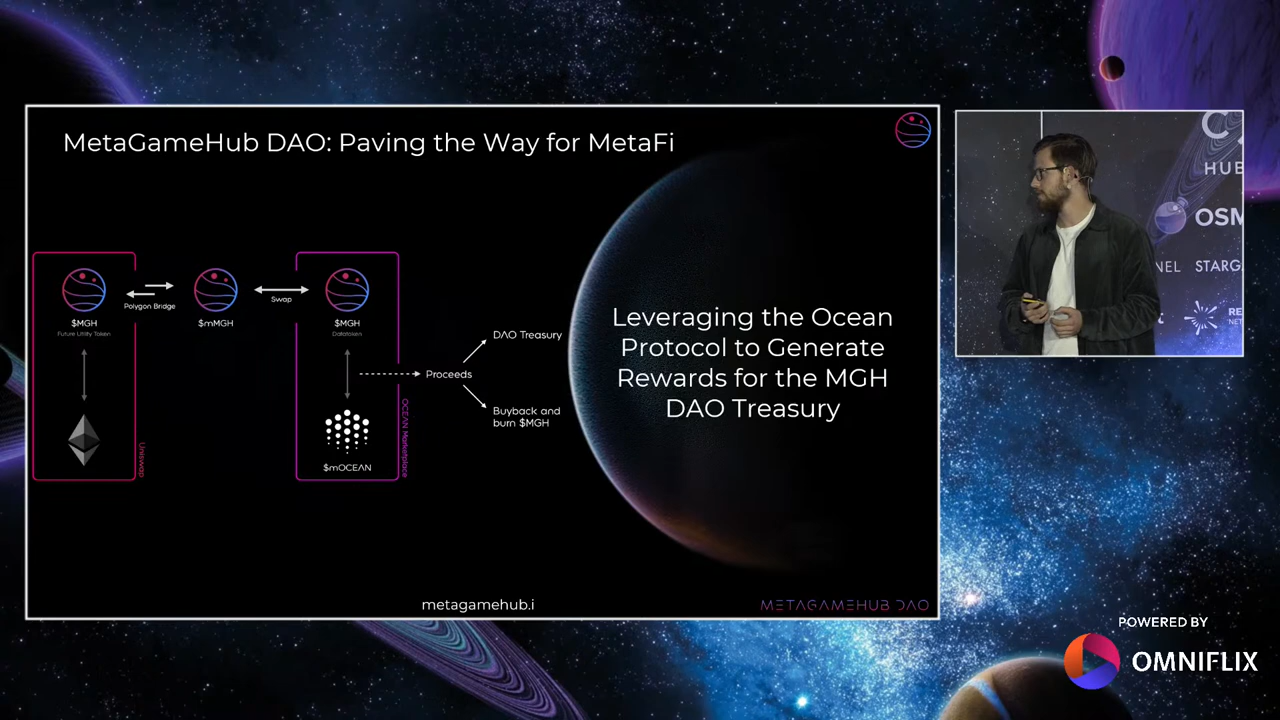 MetaGameHub DAO: Paving the Way for MetaFi
$MGH
Future Utility Token
Polygon Bridge
$mMGH
Swap
$MGH
Datatoken
Uniswap
$mOCEAN
OCEAN Marketplace
Proceeds
DAO Treasury
Buyback and
burn $MGH
Leveraging the Ocean
Protocol to Generate
Rewards for the MGH
DAO Treasury
metagamehub.i
METAGAMEHUB DAO
HUB
OSM
NEL
STARG
RE
NET
POWERED BY
OMNIFLIX